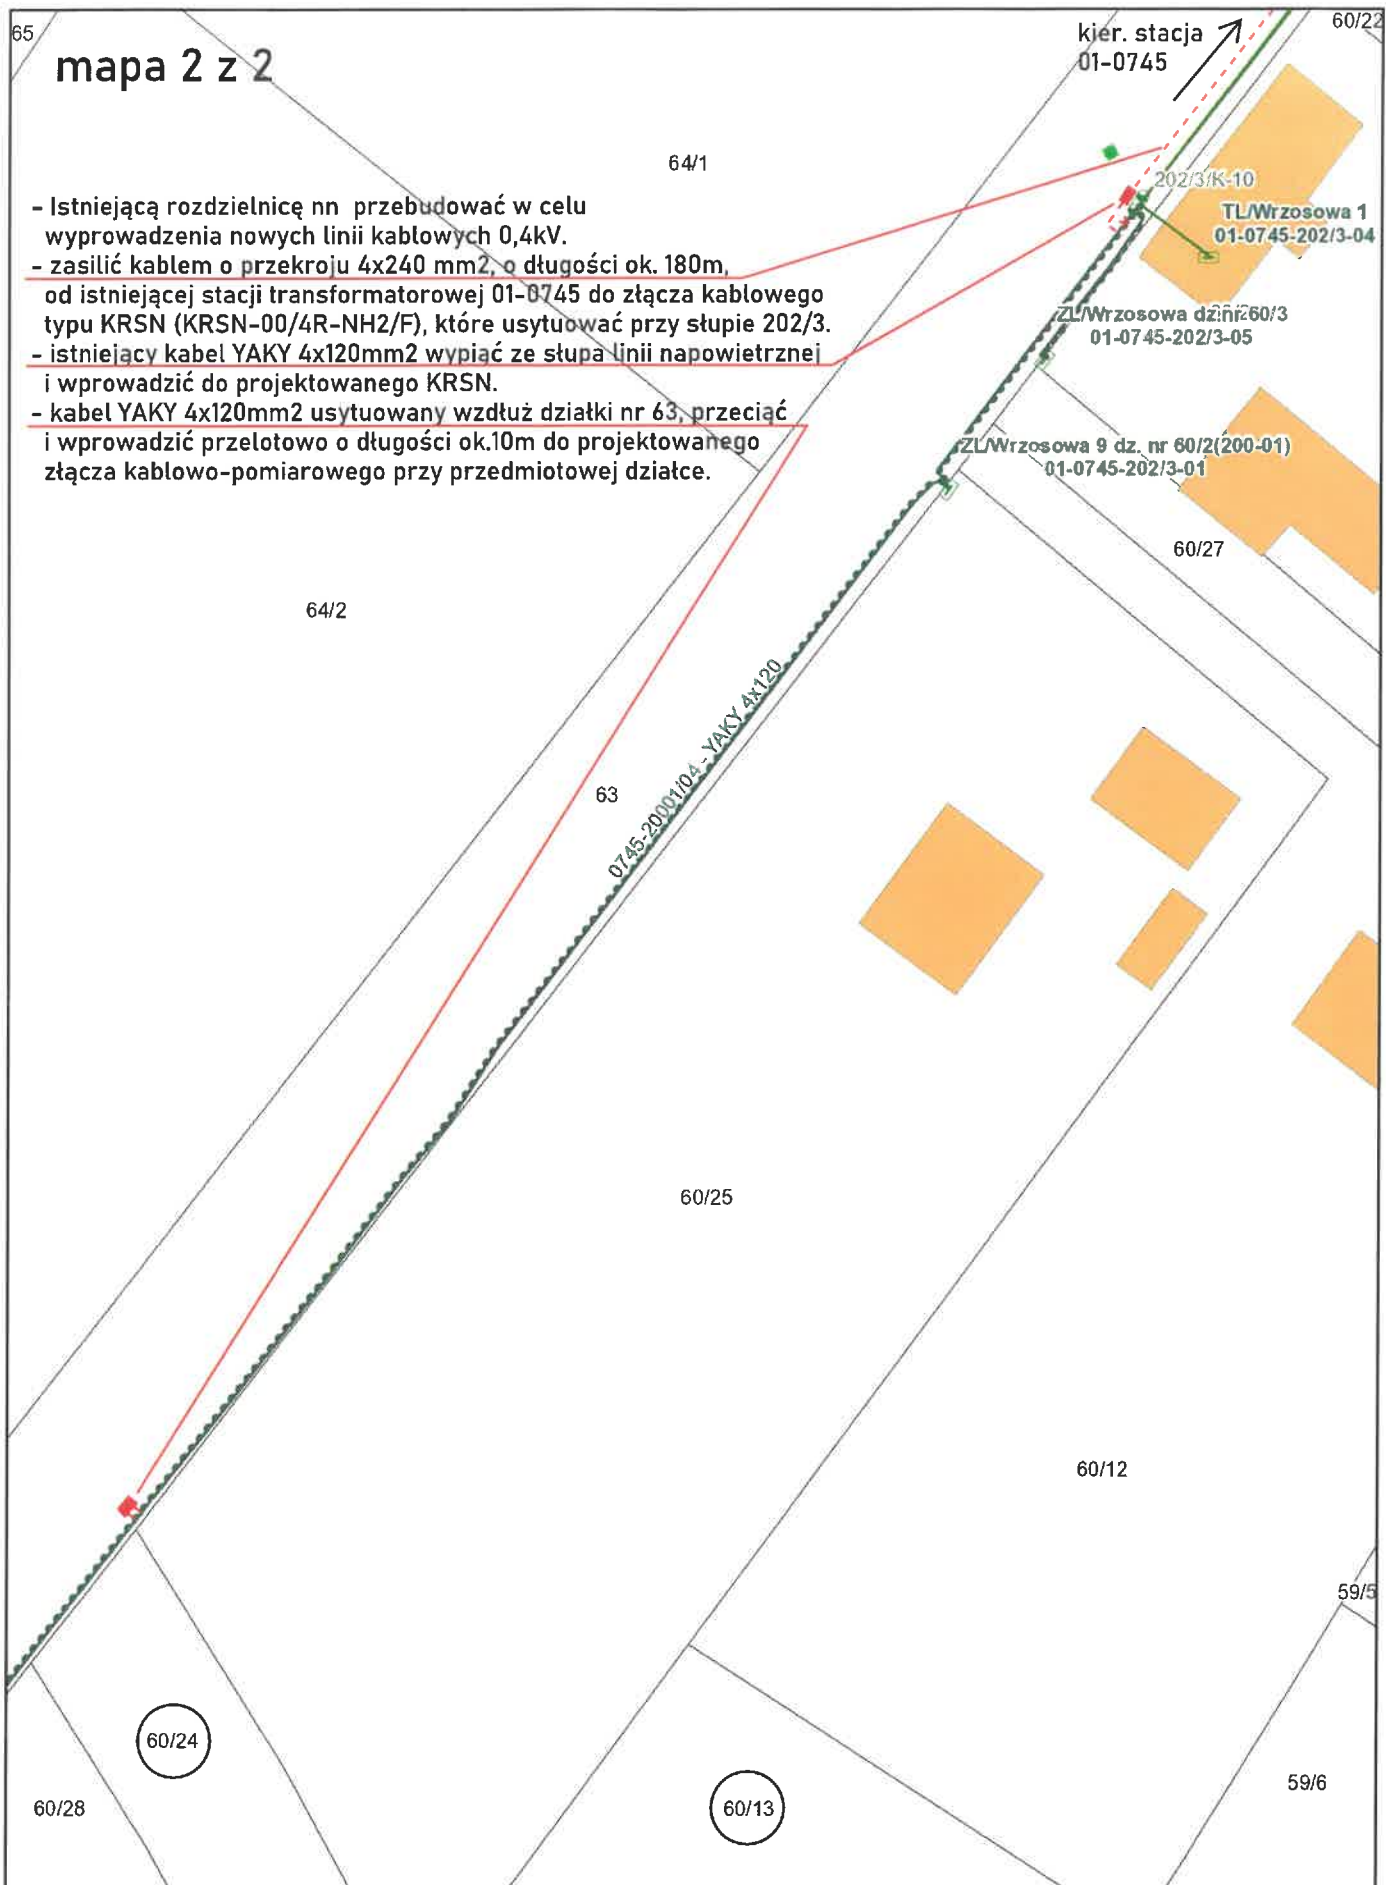 65
60/22
kier. stacja
01-0745
mapa 2 z 2
64/1
- Istniejącą rozdzielnicę nn przebudować w celu
wyprowadzenia nowych linii kablowych 0,4kV.
- zasilić kablem o przekroju 4x240 mm2, o długości ok. 180m,
od istniejącej stacji transformatorowej 01-0745 do złącza kablowego
typu KRSN (KRSN-00/4R-NH2/F), które usytuować przy słupie 202/3.
- istniejący kabel YAKY 4x120mm2 wypiąć ze słupa linii napowietrznej
i wprowadzić do projektowanego KRSN.
- kabel YAKY 4x120mm2 usytuowany wzdłuż działki nr 63, przeciąć
i wprowadzić przelotowo o długości ok.10m do projektowanego
złącza kablowo-pomiarowego przy przedmiotowej działce.
202/3/K-10
TL/Wrzosowa 1
01-0745-202/3-04
ZL/Wrzosowa dz. nr 60/3
01-0745-202/3-05
ZL/Wrzosowa 9 dz. nr 60/2(200-01)
01-0745-202/3-01
60/27
64/2
0745-20001/04 - YAKY 4x120
63
60/25
60/12
59/5
60/24
60/28
60/13
59/6